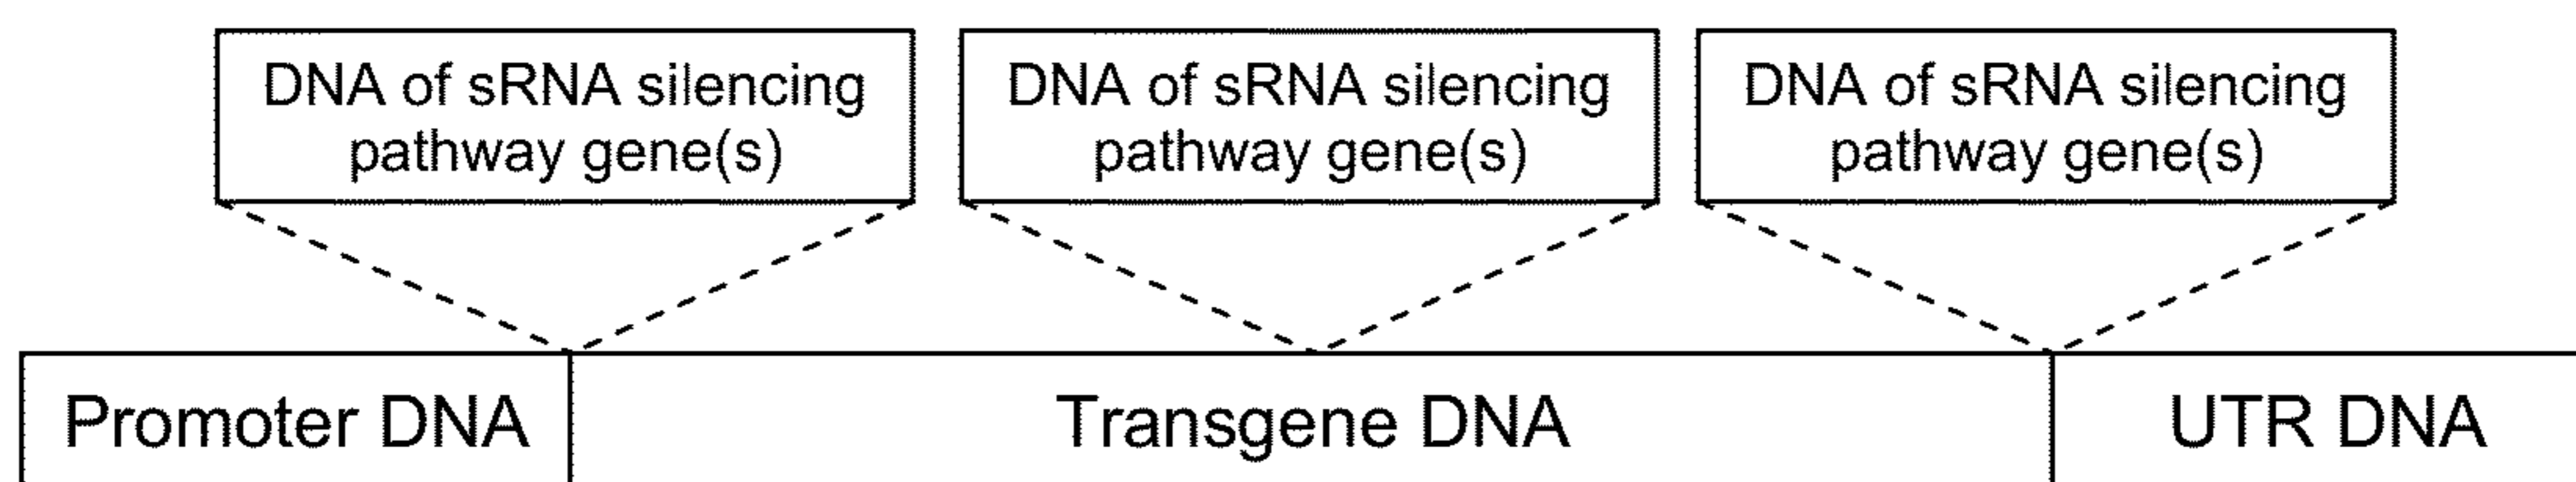 DNA of sRNA silencing
pathway gene(s)
DNA of sRNA silencing
pathway gene(s)
DNA of sRNA silencing
pathway gene(s)
Promoter DNA
Transgene DNA
UTR DNA